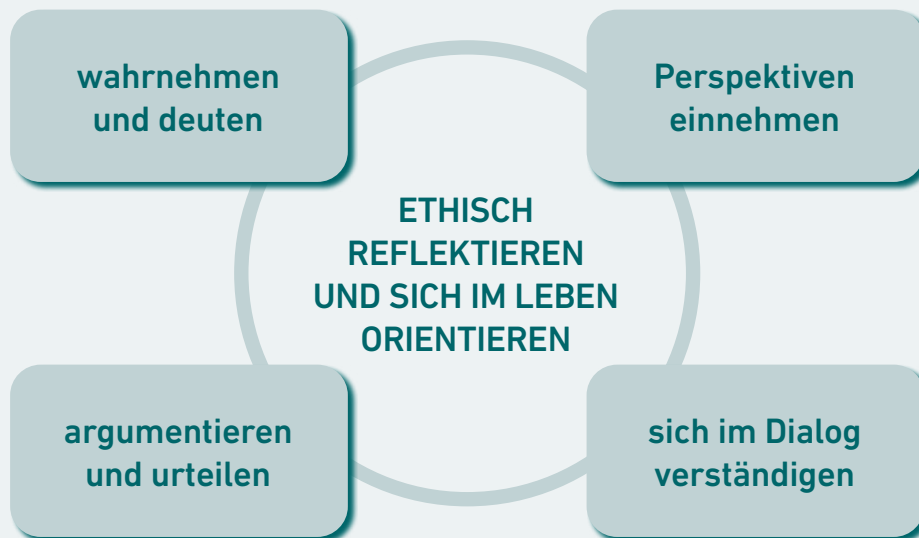 wahrnehmen
und deuten
Perspektiven
einnehmen
ETHISCH
REFLEKTIEREN
UND SICH IM LEBEN
ORIENTIEREN
argumentieren
und urteilen
sich im Dialog
verständigen